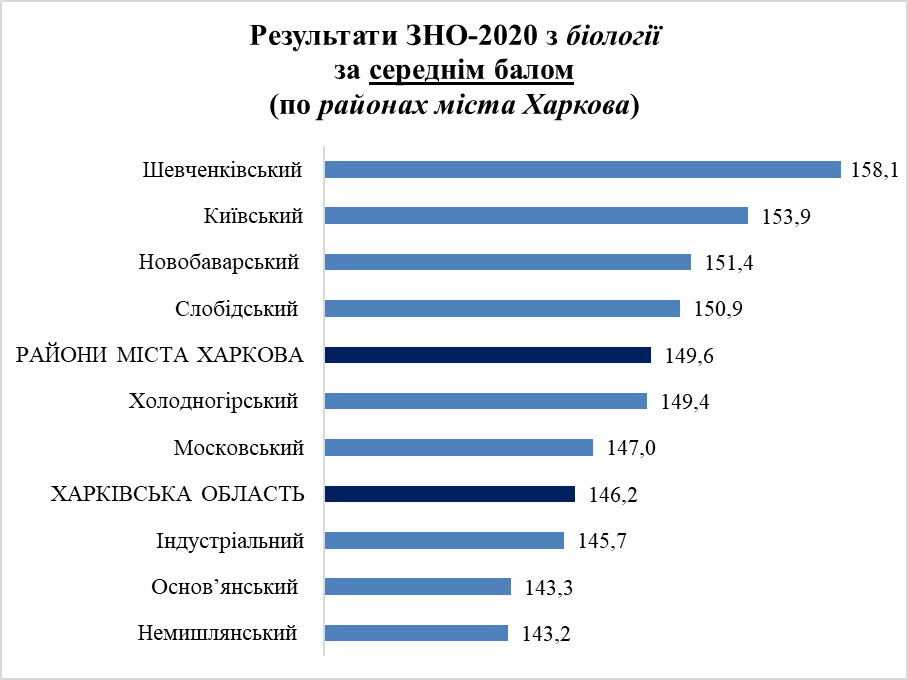 Результати ЗНО-2020 з біології
за середнім балом
(по районах міста Харкова)
Шевченківський 158,1
Київський 153,9
Новобаварський 151,4
Слобідський 150,9
РАЙОНИ МІСТА ХАРКОВА 149,6
Холодногірський 149,4
Московський 147,0
ХАРКІВСЬКА ОБЛАСТЬ 146,2
Індустріальний 145,7
Основ’янський 143,3
Немишлянський 143,2